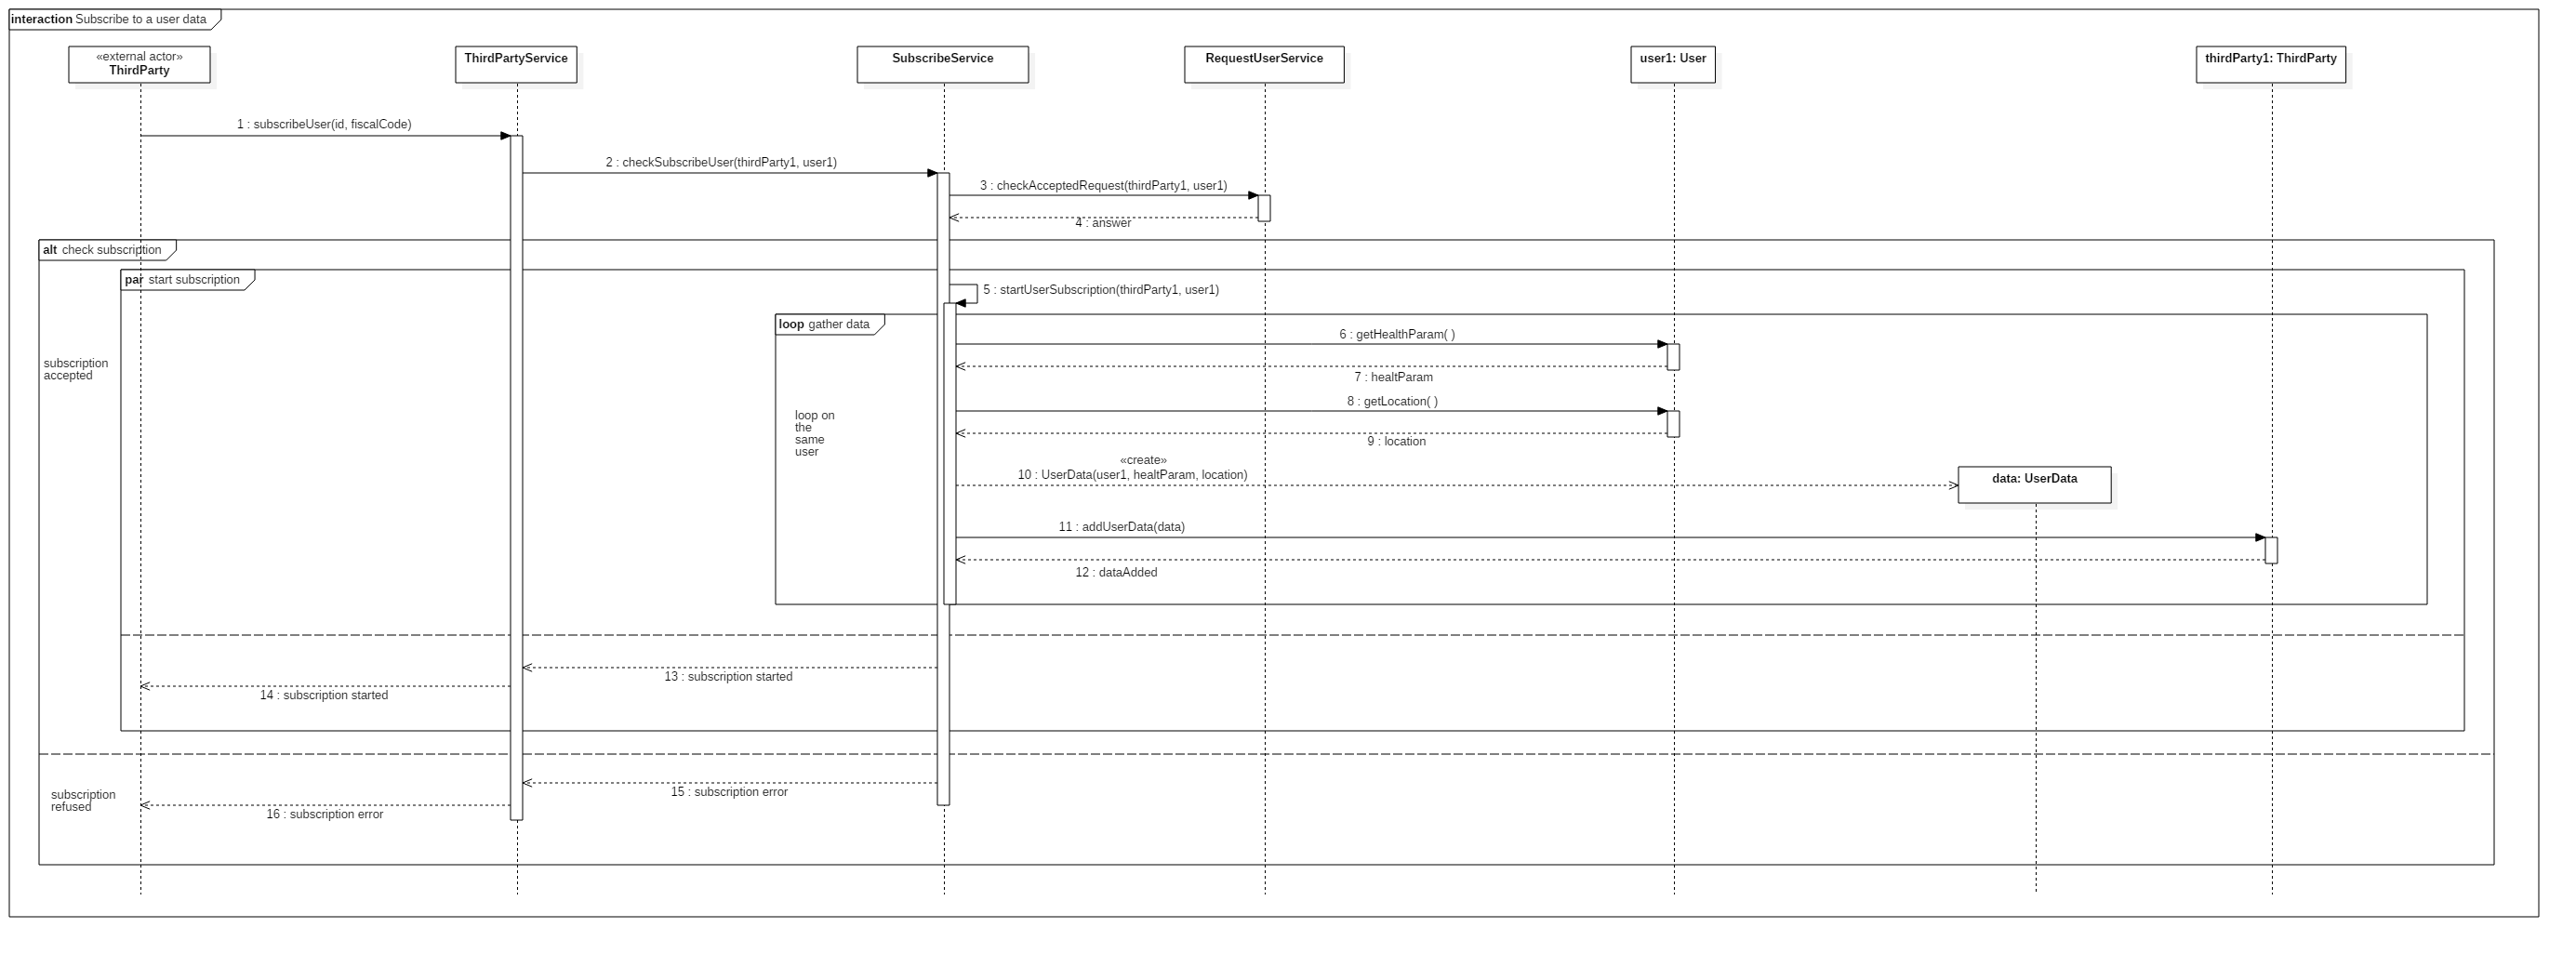 interaction Subscribe to a user data
«external actor»
ThirdParty
ThirdPartyService
SubscribeService
RequestUserService
user1: User
thirdParty1: ThirdParty
1 : subscribeUser(id, fiscalCode)
2 : checkSubscribeUser(thirdParty1, user1)
3 : checkAcceptedRequest(thirdParty1, user1)
4 : answer
alt check subscription
par start subscription
5 : startUserSubscription(thirdParty1, user1)
loop gather data
6 : getHealthParam( )
subscription
accepted
7 : healtParam
8 : getLocation( )
loop on
the
same
user
9 : location
«create»
10 : UserData(user1, healtParam, location)
data: UserData
11 : addUserData(data)
12 : dataAdded
13 : subscription started
14 : subscription started
15 : subscription error
subscription
refused
16 : subscription error